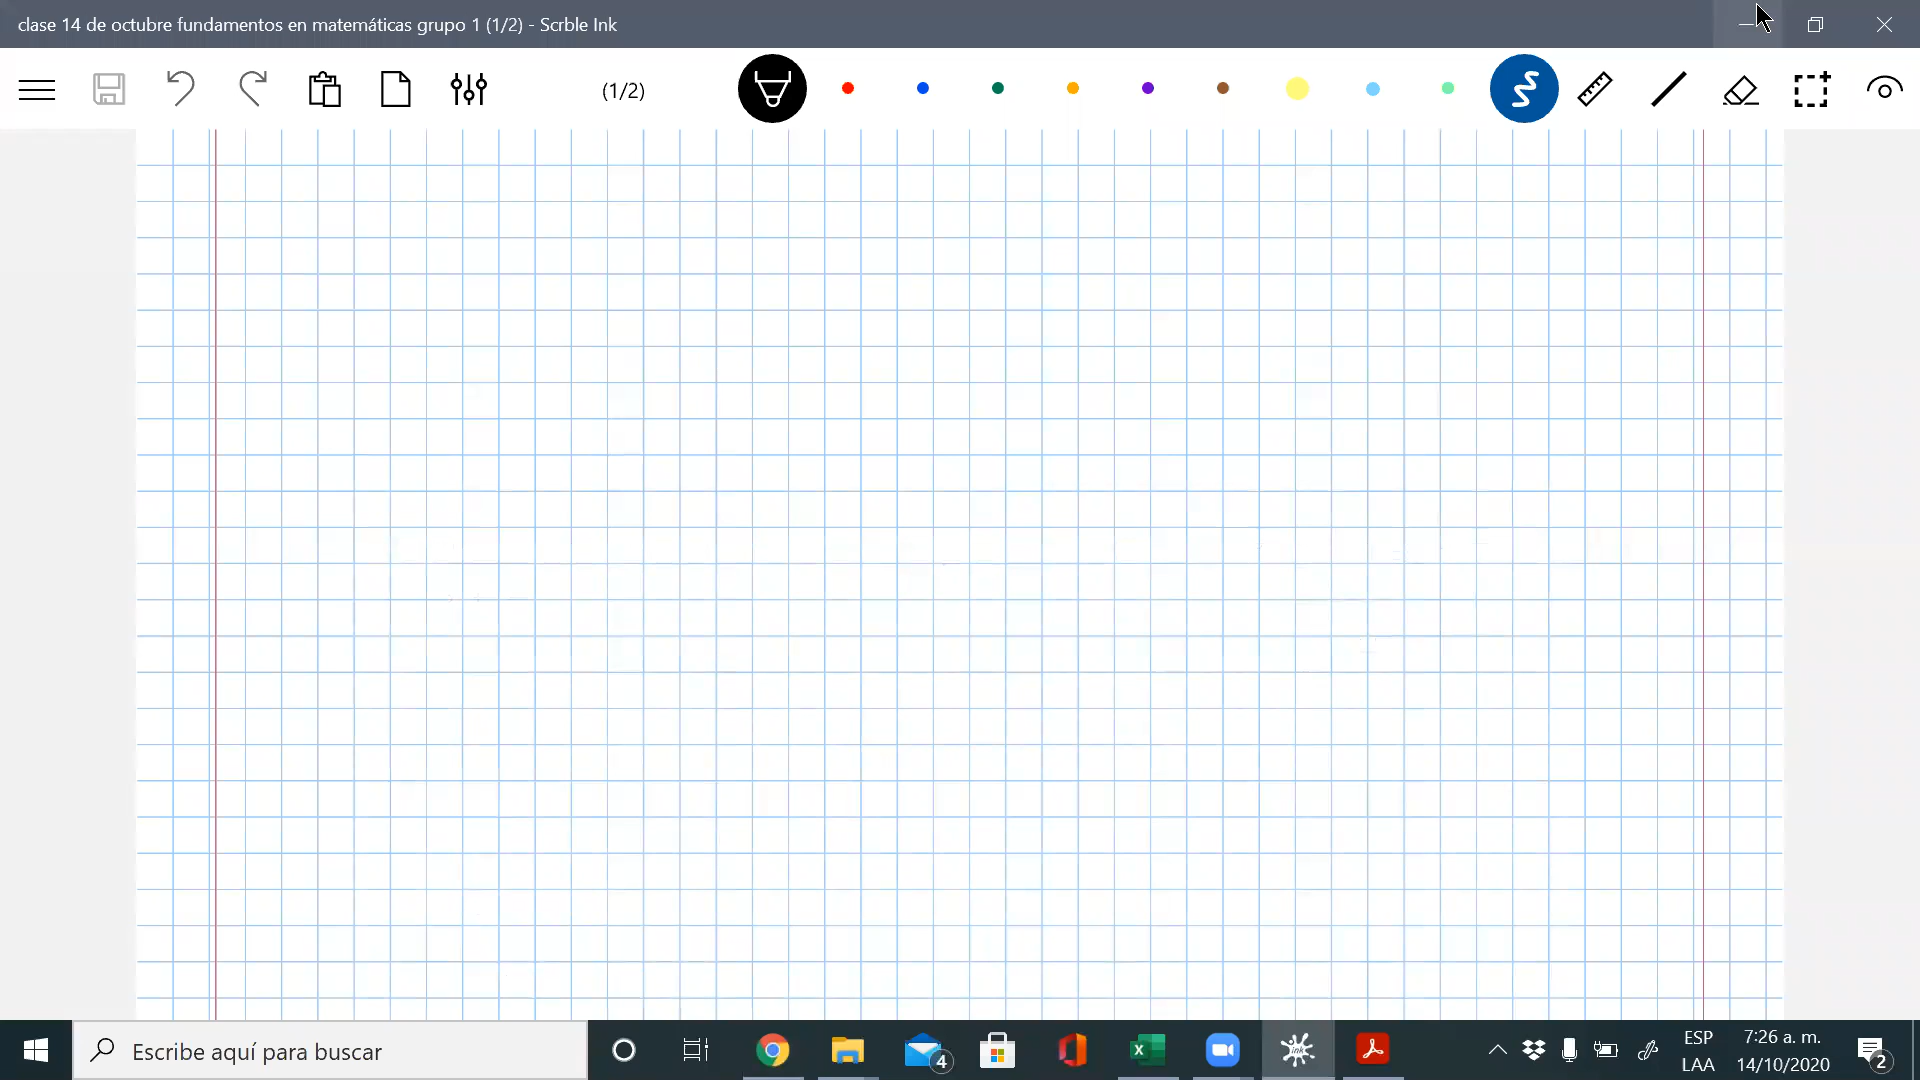 clase 14 de octubre fundamentos en matemáticas grupo 1 (1/2) - Scrble Ink
(1/2)
Escribe aquí para buscar
4
ink
ESP
LAA
7:26 a. m.
14/10/2020
2